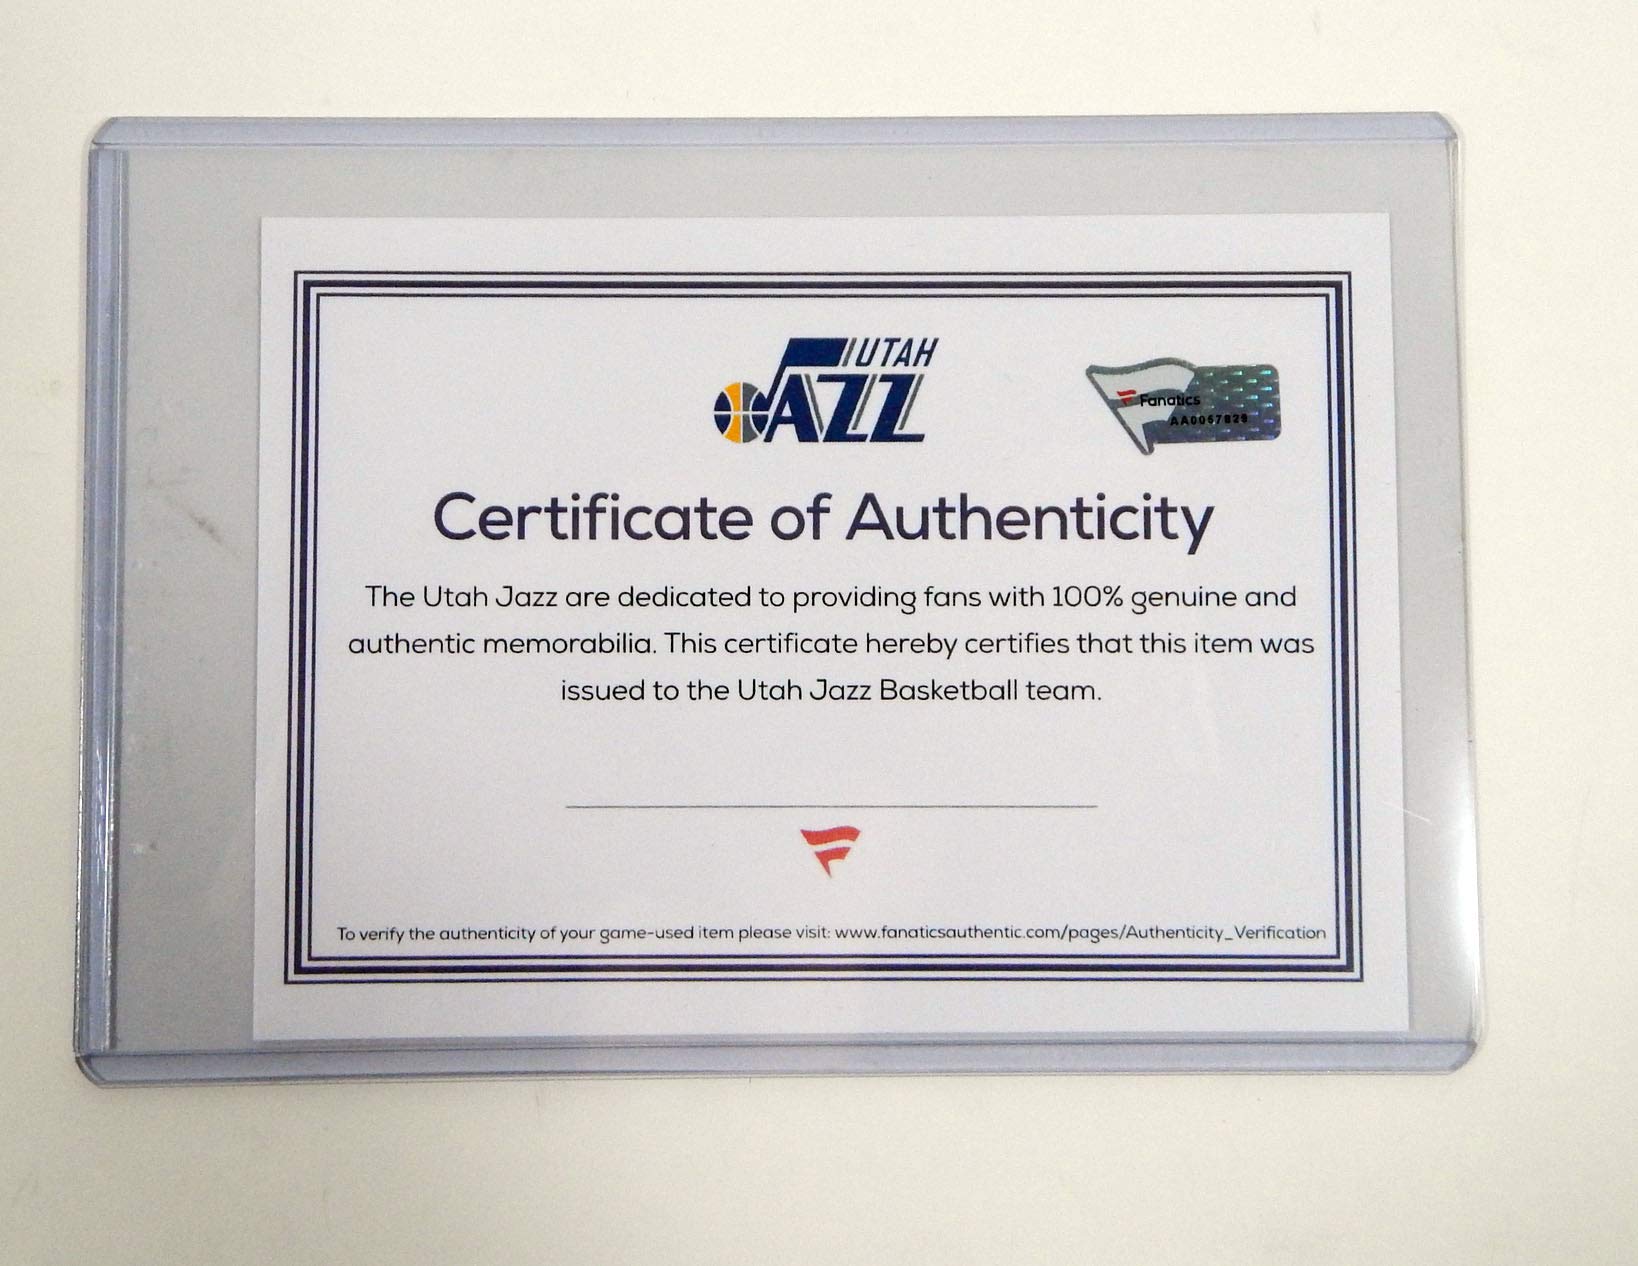 UTAH
JAZZ
Fanatics
AA0067829
Certificate of Authenticity
The Utah Jazz are dedicated to providing fans with 100% genuine and
authentic memorabilia. This certificate hereby certifies that this item was
issued to the Utah Jazz Basketball team.
To verify the authenticity of your game-used item please visit: www.fanaticsauthentic.com/pages/Authenticity_Verification